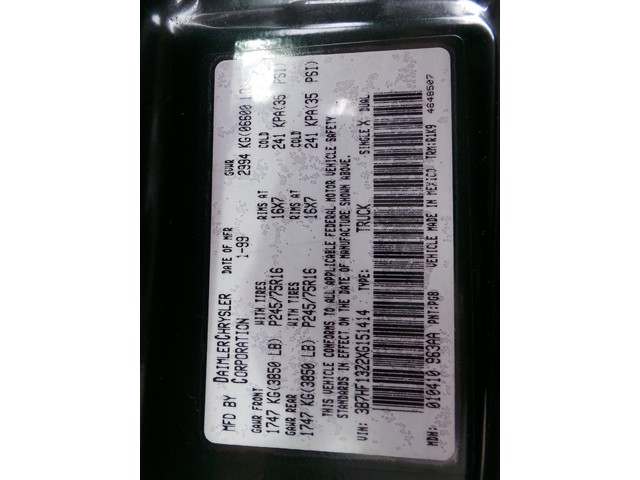 MFD BY DAIMLERCHRYSLER CORPORATION DATE OF MFR 1-99 GVWR 2994 KG(06600 LB)
GAWR FRONT WITH TIRES RIMS AT COLD
1747 KG(3850 LB) P245/75R16 16X7 241 KPA(35 PSI)
GAWR REAR WITH TIRES RIMS AT COLD
1747 KG(3850 LB) P245/75R16 16X7 241 KPA(35 PSI)
THIS VEHICLE CONFORMS TO ALL APPLICABLE FEDERAL MOTOR VEHICLE SAFETY
STANDARDS IN EFFECT ON THE DATE OF MANUFACTURE SHOWN ABOVE.
VIN: 3B7HF13Z2XG151414 TYPE: TRUCK SINGLE X DUAL
MDH: 010410 963AA PNT:PGB VEHICLE MADE IN MEXICO TRM:R1K9
4648507